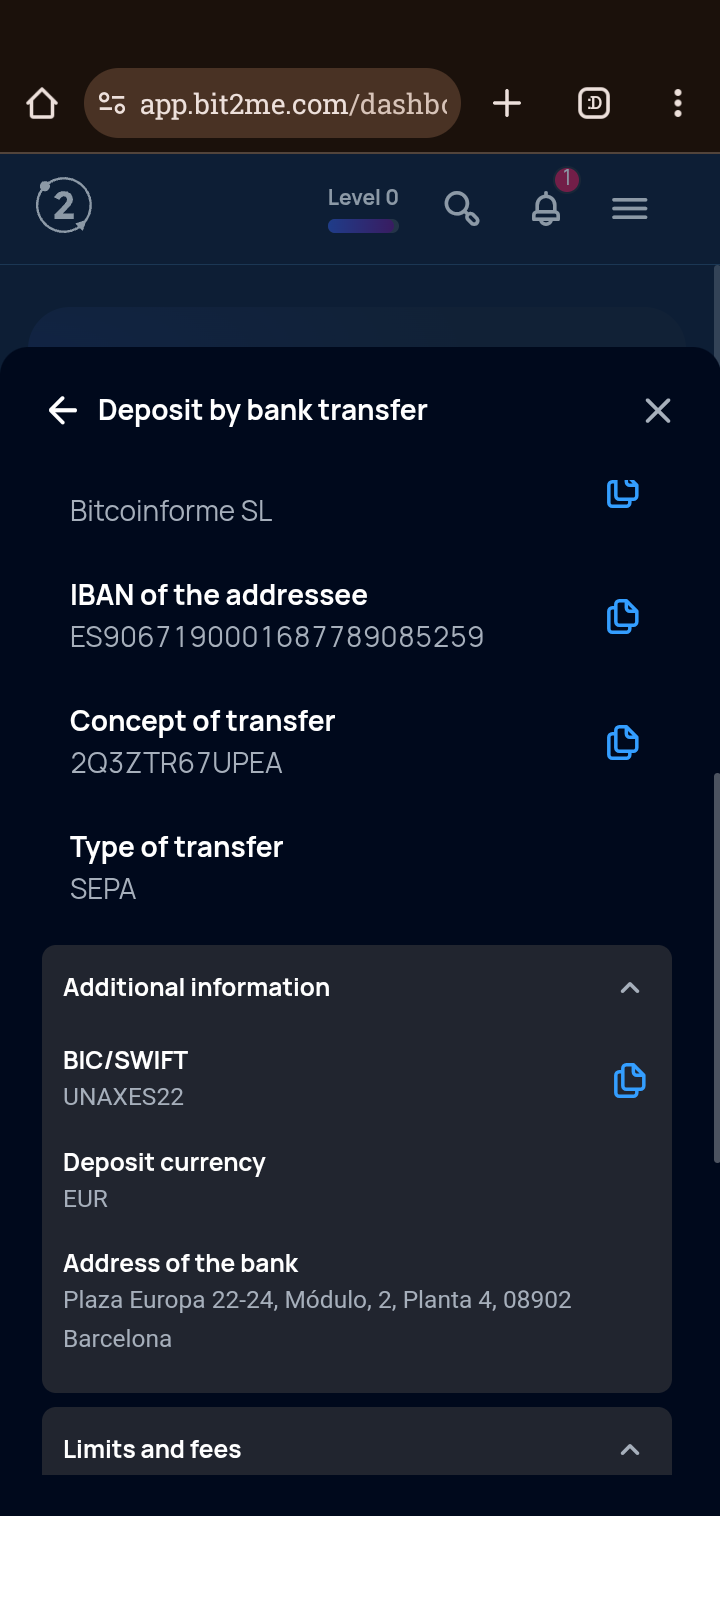 app.bit2me.com/dashbo
:D
2
Level 0
1
Deposit by bank transfer
Bitcoinforme SL
IBAN of the addressee
ES9067190001687789085259
Concept of transfer
2Q3ZTR67UPEA
Type of transfer
SEPA
Additional information
BIC/SWIFT
UNAXES22
Deposit currency
EUR
Address of the bank
Plaza Europa 22-24, Módulo, 2, Planta 4, 08902
Barcelona
Limits and fees